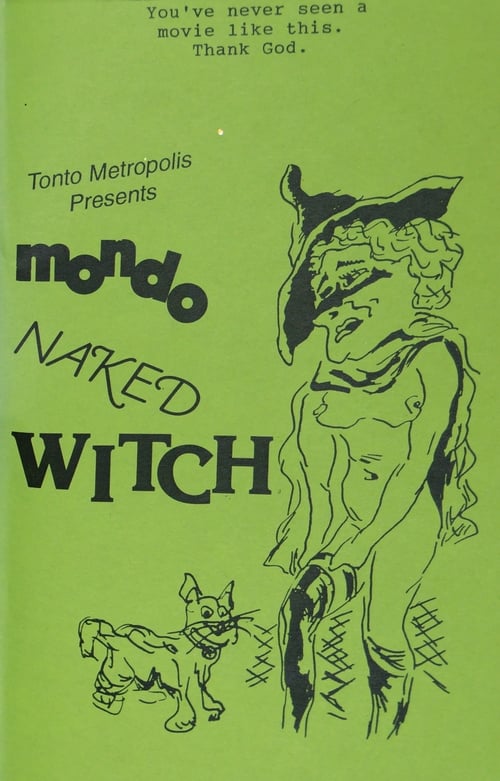 You've never seen a
movie like this.
Thank God.
Tonto Metropolis
Presents
mondo
NAKED
WITCH